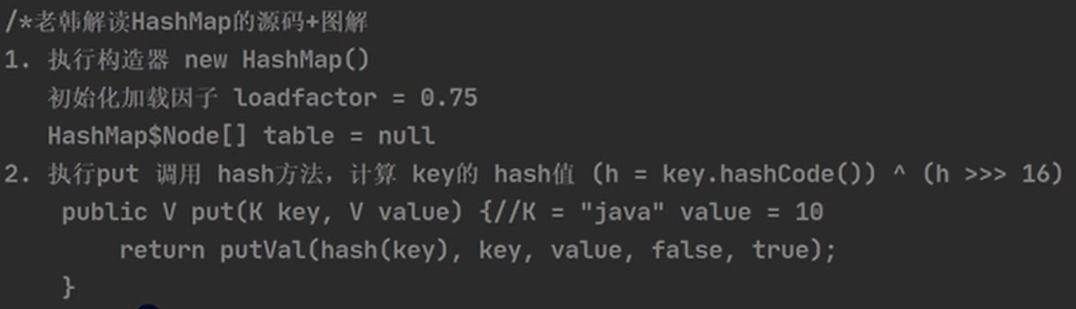 /*老韩解读HashMap的源码+图解
1. 执行构造器 new HashMap()
初始化加载因子 loadfactor = 0.75
HashMap$Node[] table = null
2. 执行put 调用 hash方法，计算 key的 hash值 (h = key.hashCode()) ^ (h >>> 16)
public V put(K key, V value) {//K = "java" value = 10
return putVal(hash(key), key, value, false, true);
}